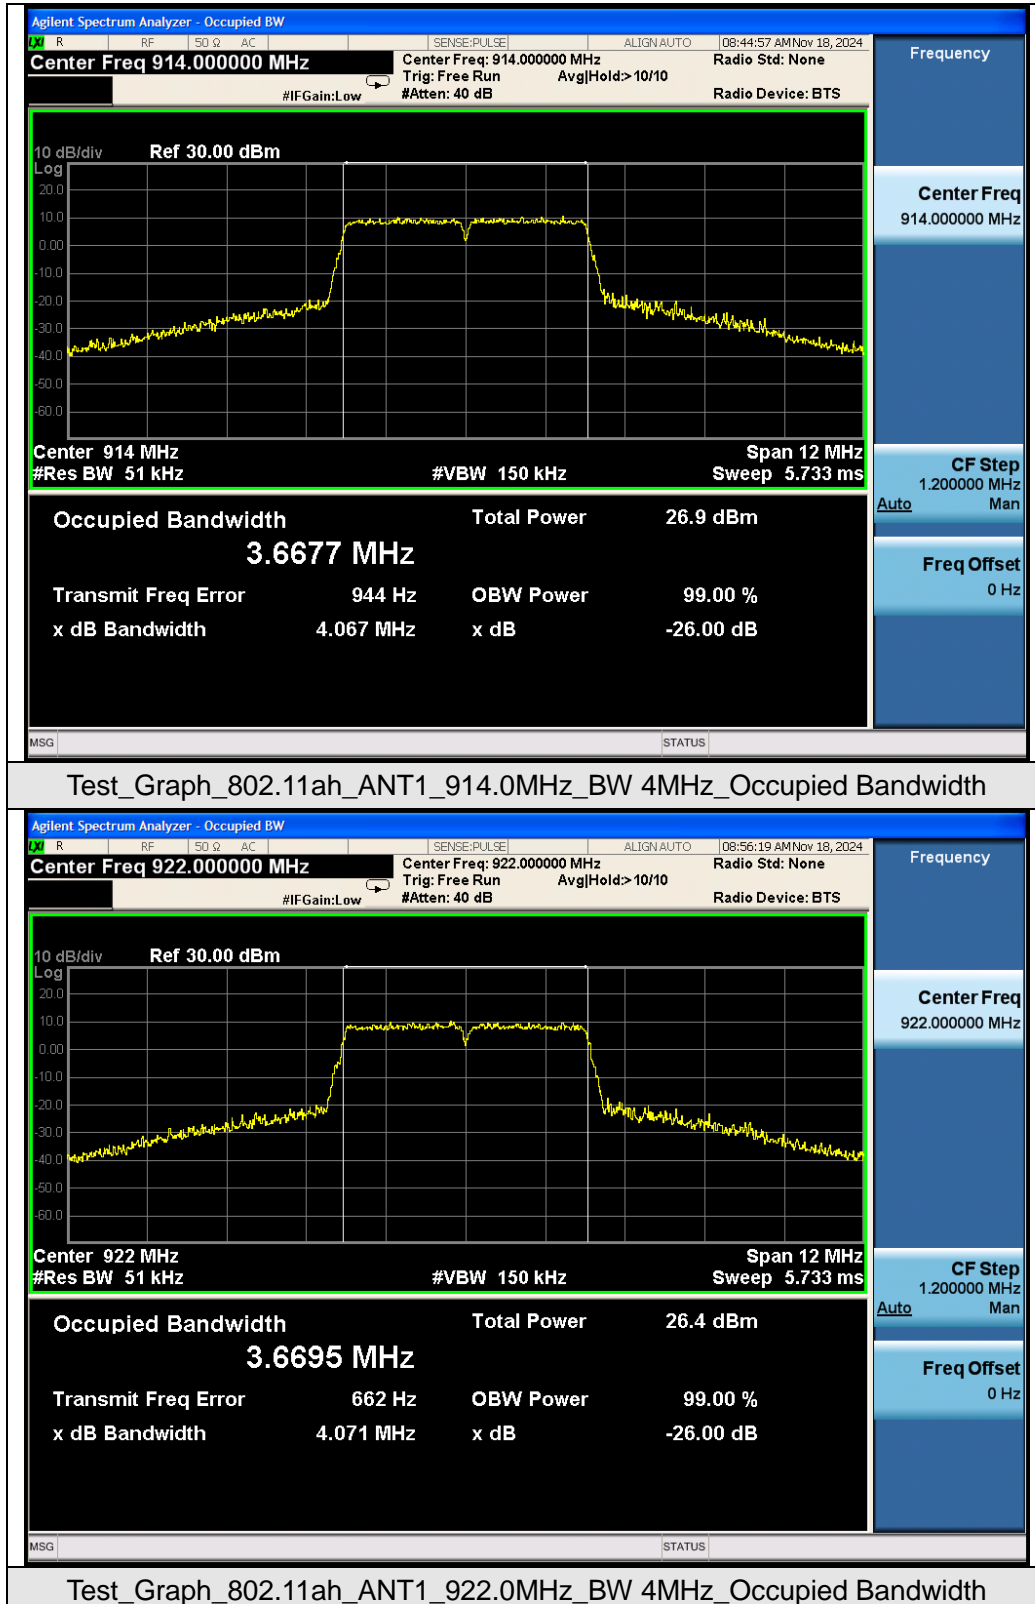 Agilent Spectrum Analyzer - Occupied BW
LXI R RF 50 Ω AC SENSE:PULSE ALIGN AUTO 08:44:57 AM Nov 18, 2024
Center Freq 914.000000 MHz
Center Freq: 914.000000 MHz Radio Std: None
Trig: Free Run Avg|Hold:> 10/10
#IFGain:Low #Atten: 40 dB Radio Device: BTS
Frequency
10 dB/div Ref 30.00 dBm
Log
20.0
10.0
0.00
-10.0
-20.0
-30.0
-40.0
-50.0
-60.0
Center 914 MHz Span 12 MHz
#Res BW 51 kHz #VBW 150 kHz Sweep 5.733 ms
Center Freq
914.000000 MHz
CF Step
1.200000 MHz
Auto Man
Freq Offset
0 Hz
Occupied Bandwidth Total Power 26.9 dBm
3.6677 MHz
Transmit Freq Error 944 Hz OBW Power 99.00 %
x dB Bandwidth 4.067 MHz x dB -26.00 dB
MSG STATUS
Test_Graph_802.11ah_ANT1_914.0MHz_BW 4MHz_Occupied Bandwidth
Agilent Spectrum Analyzer - Occupied BW
LXI R RF 50 Ω AC SENSE:PULSE ALIGN AUTO 08:56:19 AM Nov 18, 2024
Center Freq 922.000000 MHz
Center Freq: 922.000000 MHz Radio Std: None
Trig: Free Run Avg|Hold:> 10/10
#IFGain:Low #Atten: 40 dB Radio Device: BTS
Frequency
10 dB/div Ref 30.00 dBm
Log
20.0
10.0
0.00
-10.0
-20.0
-30.0
-40.0
-50.0
-60.0
Center 922 MHz Span 12 MHz
#Res BW 51 kHz #VBW 150 kHz Sweep 5.733 ms
Center Freq
922.000000 MHz
CF Step
1.200000 MHz
Auto Man
Freq Offset
0 Hz
Occupied Bandwidth Total Power 26.4 dBm
3.6695 MHz
Transmit Freq Error 662 Hz OBW Power 99.00 %
x dB Bandwidth 4.071 MHz x dB -26.00 dB
MSG STATUS
Test_Graph_802.11ah_ANT1_922.0MHz_BW 4MHz_Occupied Bandwidth